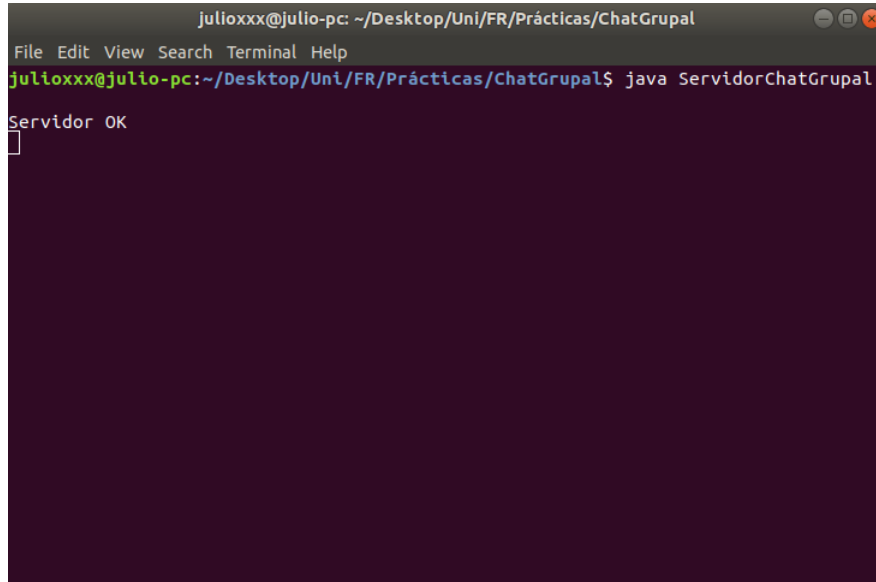 julioxxx@julio-pc: ~/Desktop/Uni/FR/Prácticas/ChatGrupal
File Edit View Search Terminal Help
julioxxx@julio-pc:~/Desktop/Uni/FR/Prácticas/ChatGrupal$ java ServidorChatGrupal
Servidor OK